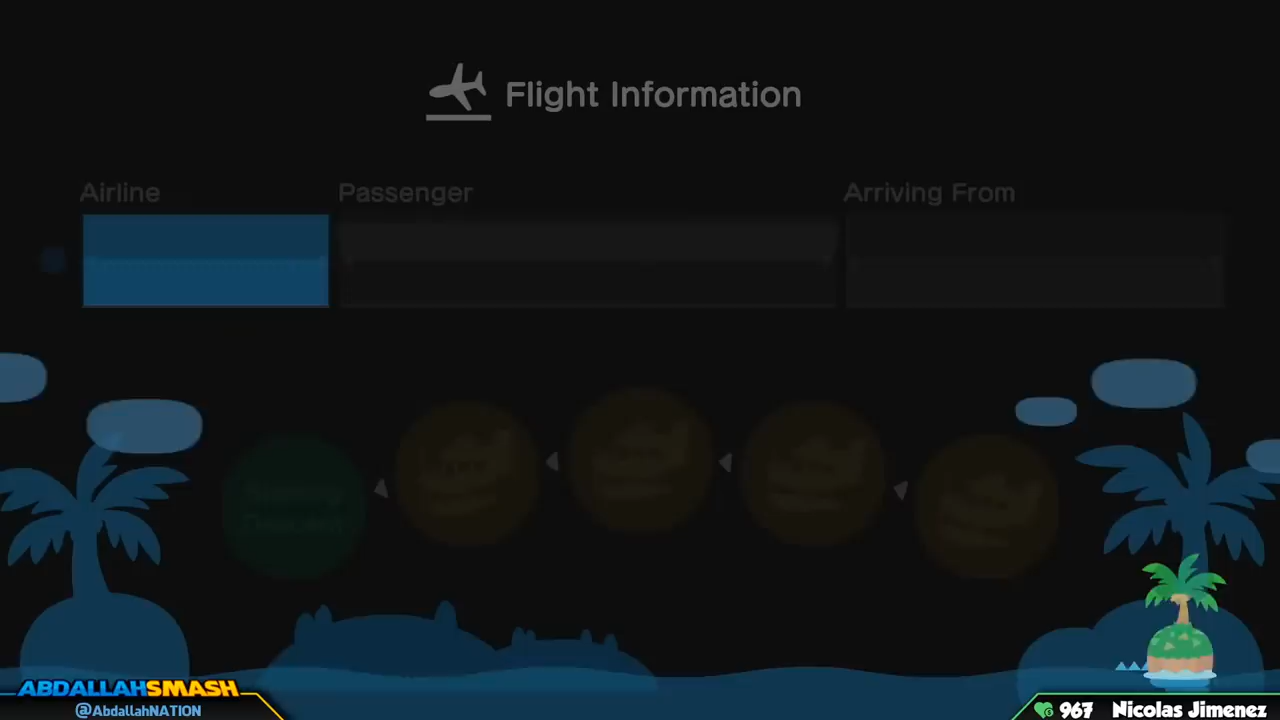 Flight Information
Airline
Passenger
Arriving From
ABDALLAHSMASH
@AbdallahNATION
967 Nicolas Jimenez